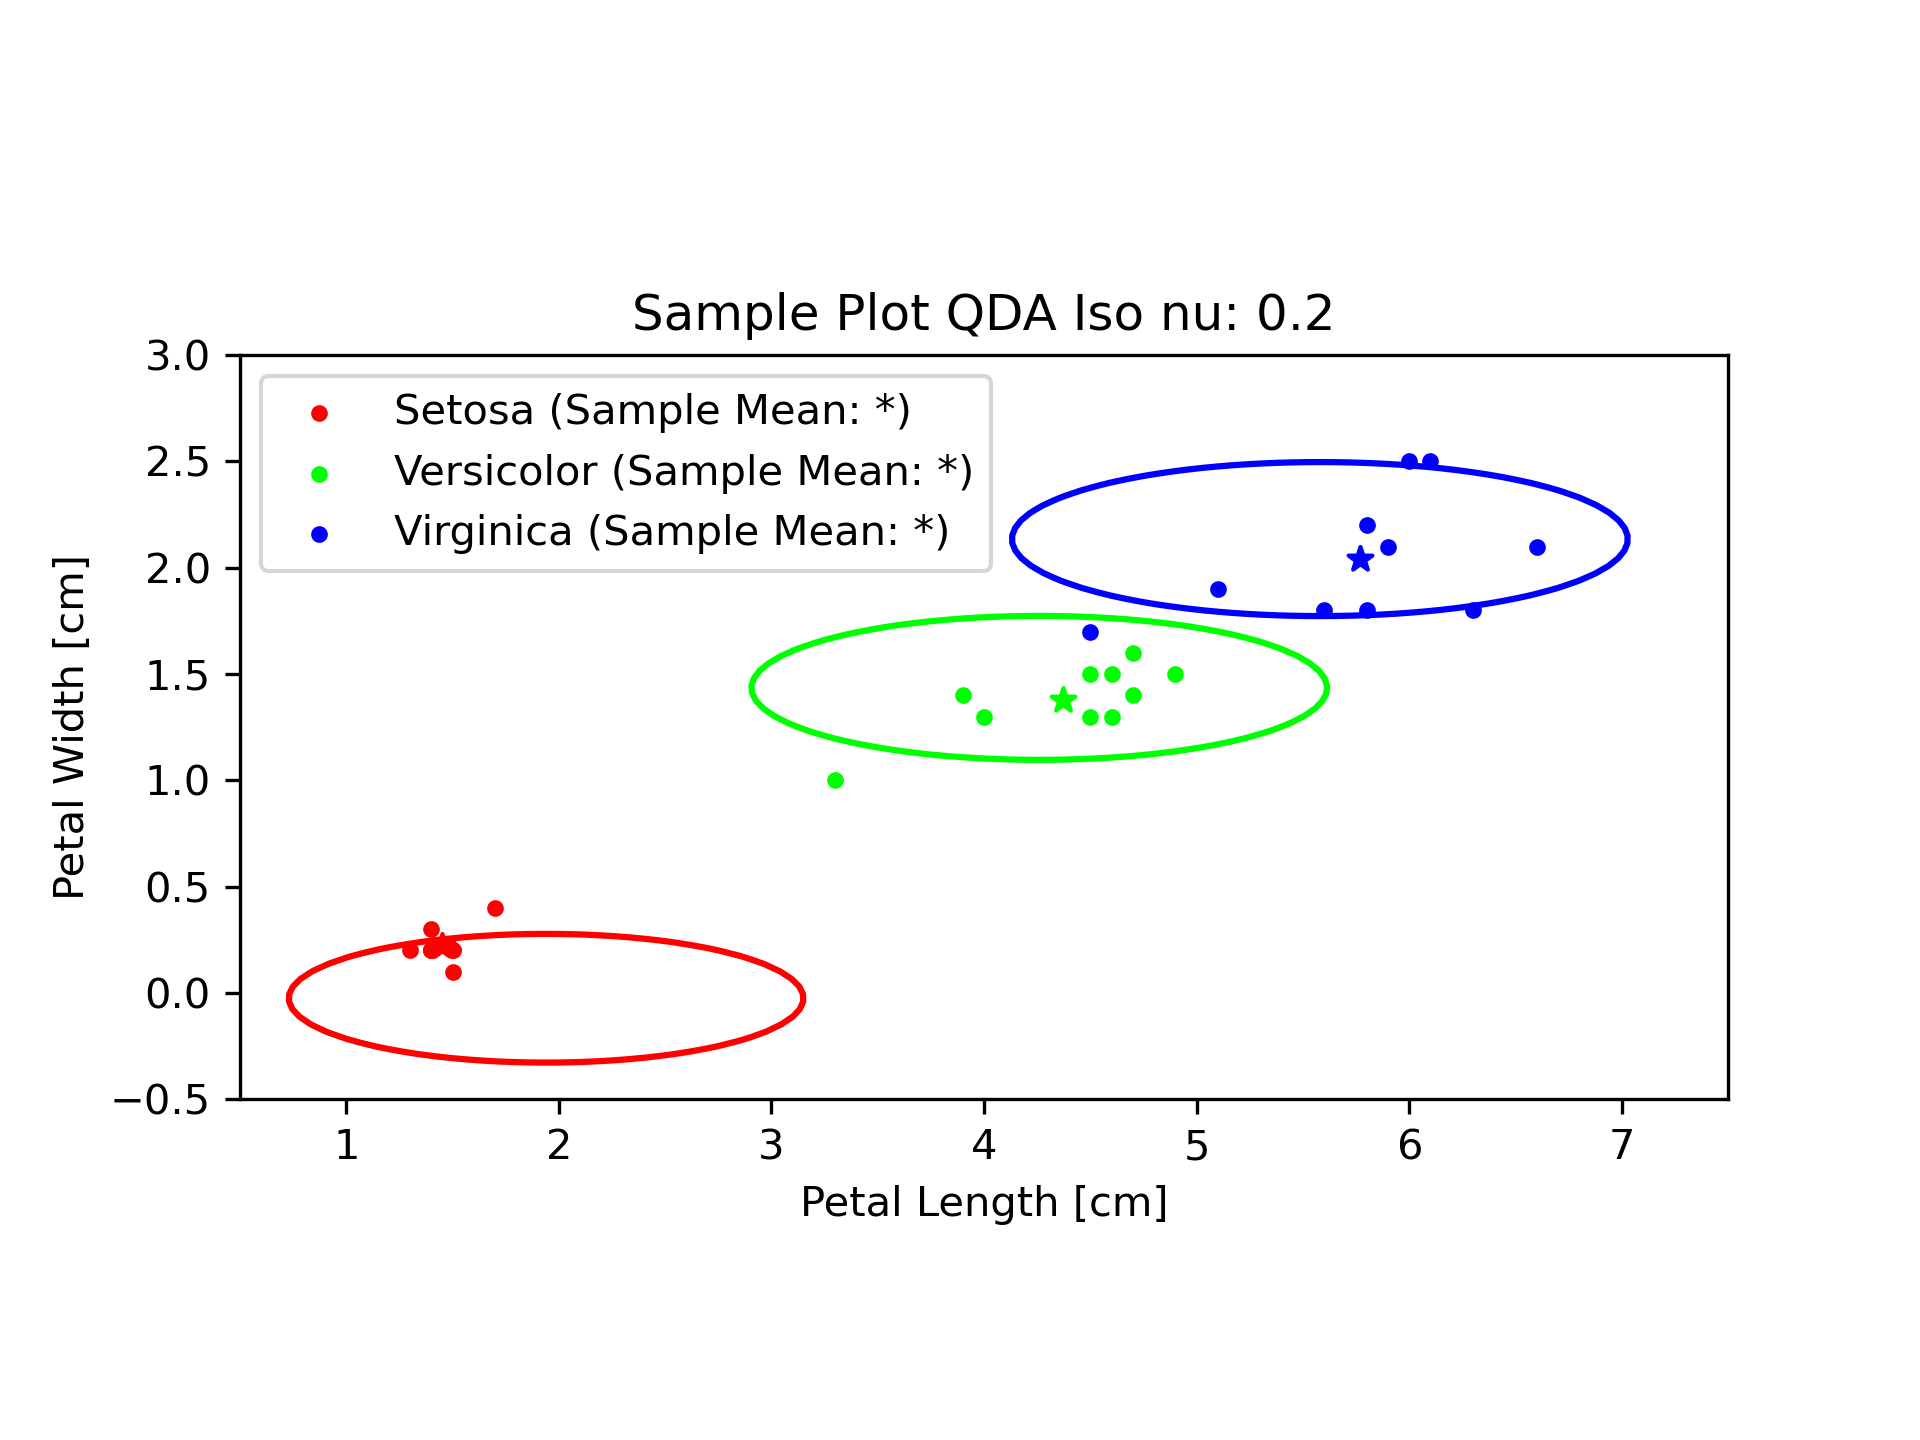 Sample Plot QDA Iso nu: 0.2
3.0
2.5
2.0
1.5
1.0
0.5
0.0
−0.5
Petal Width [cm]
Setosa (Sample Mean: *)
Versicolor (Sample Mean: *)
Virginica (Sample Mean: *)
1 2 3 4 5 6 7
Petal Length [cm]